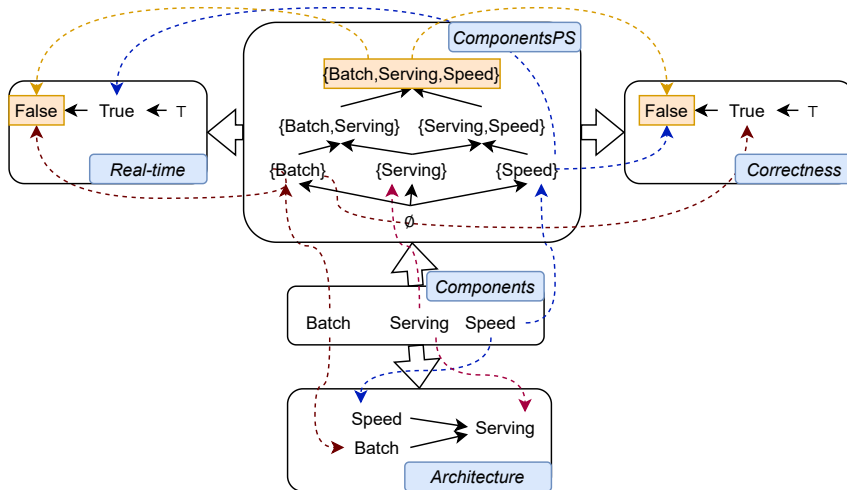 ComponentsPS
{Batch,Serving,Speed}
False True ⊤
{Batch,Serving} {Serving,Speed}
False True ⊤
Real-time
{Batch} {Serving} {Speed}
Correctness
∅
Components
Batch Serving Speed
Speed
Serving
Batch
Architecture